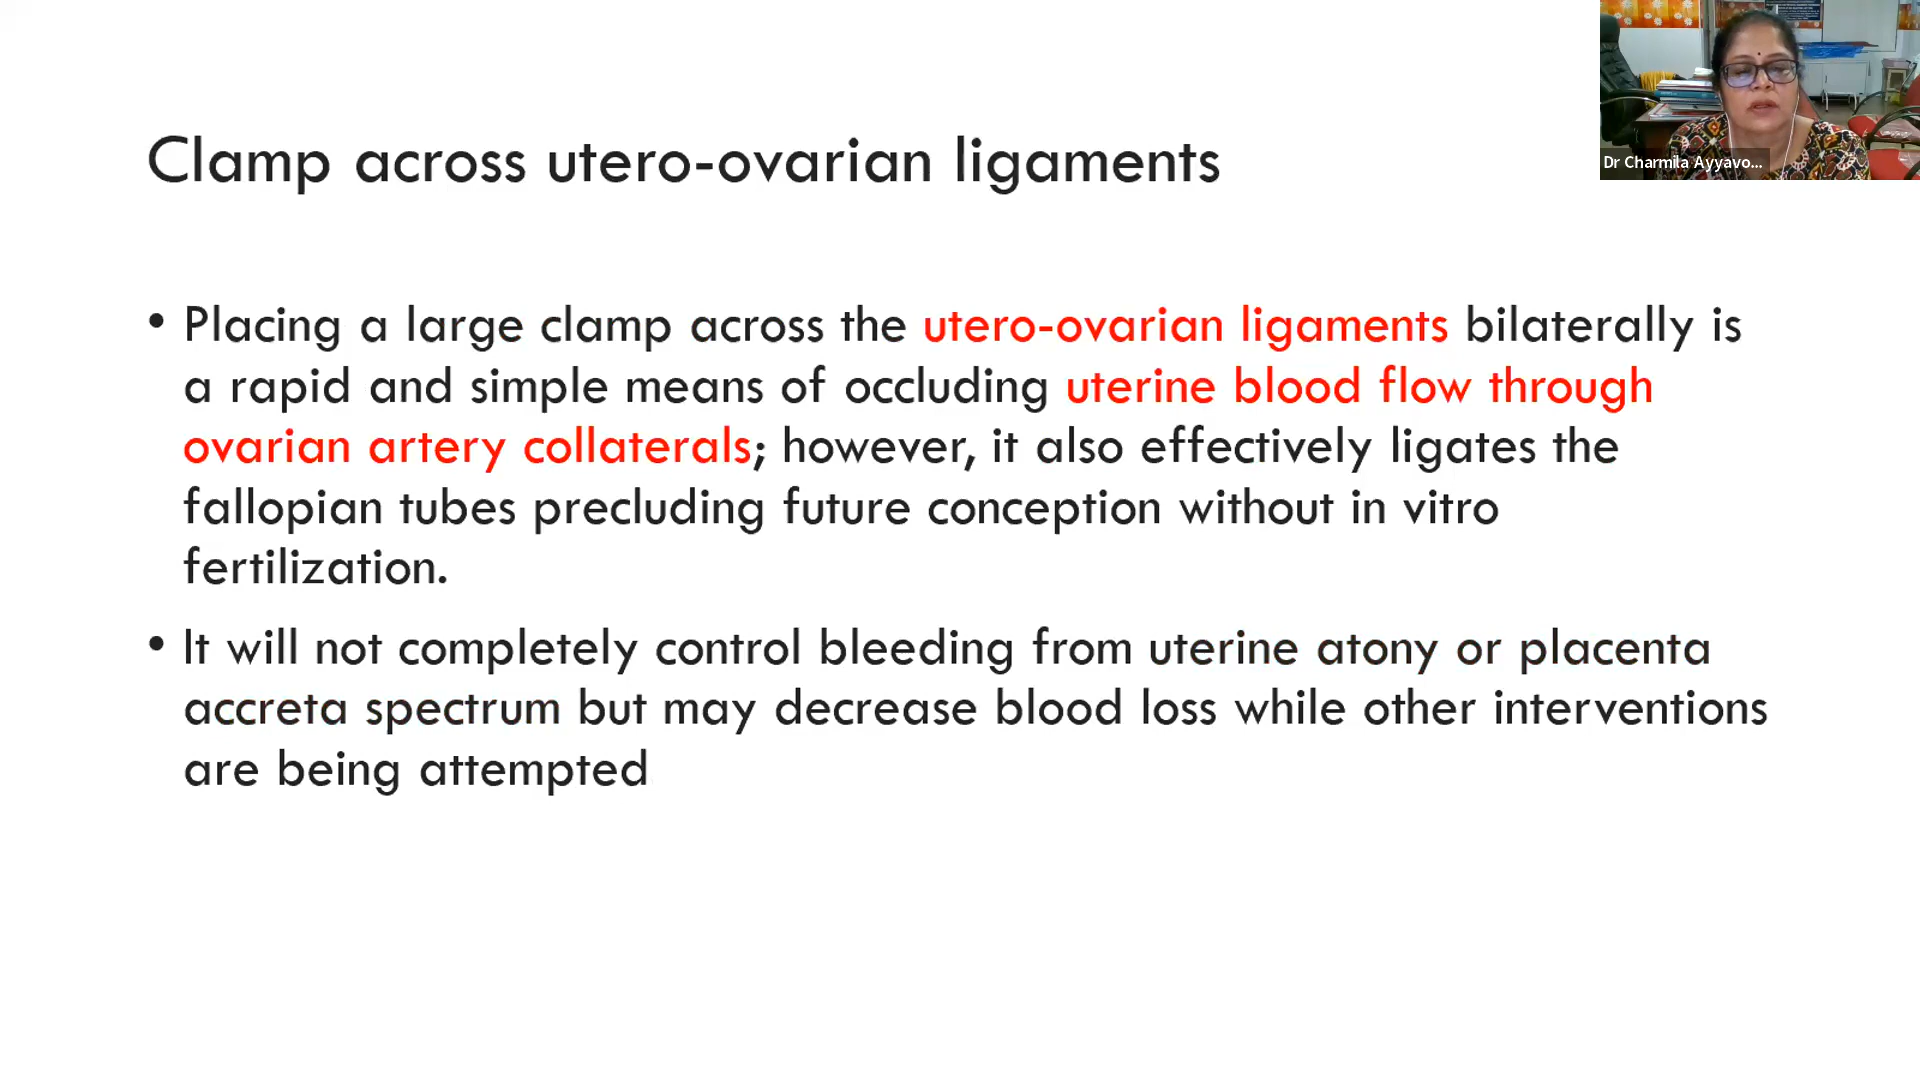 Clamp across utero-ovarian ligaments
• Placing a large clamp across the utero-ovarian ligaments bilaterally is
a rapid and simple means of occluding uterine blood flow through
ovarian artery collaterals; however, it also effectively ligates the
fallopian tubes precluding future conception without in vitro
fertilization.
• It will not completely control bleeding from uterine atony or placenta
accreta spectrum but may decrease blood loss while other interventions
are being attempted
Dr Charmila Ayyavo...